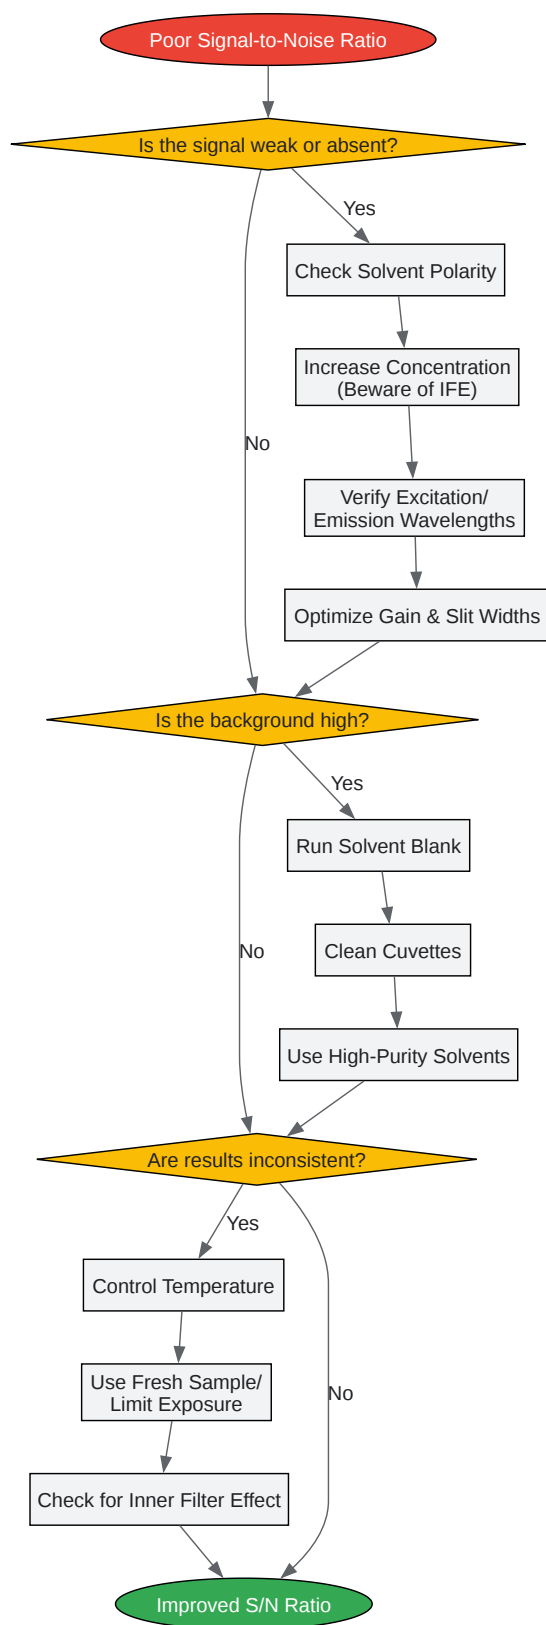 Poor Signal-to-Noise Ratio
Is the signal weak or absent?
Yes
Check Solvent Polarity
Increase Concentration
(Beware of IFE)
No
Verify Excitation/
Emission Wavelengths
Optimize Gain & Slit Widths
Is the background high?
Yes
Run Solvent Blank
No
Clean Cuvettes
Use High-Purity Solvents
Are results inconsistent?
Yes
Control Temperature
Use Fresh Sample/
Limit Exposure
No
Check for Inner Filter Effect
Improved S/N Ratio